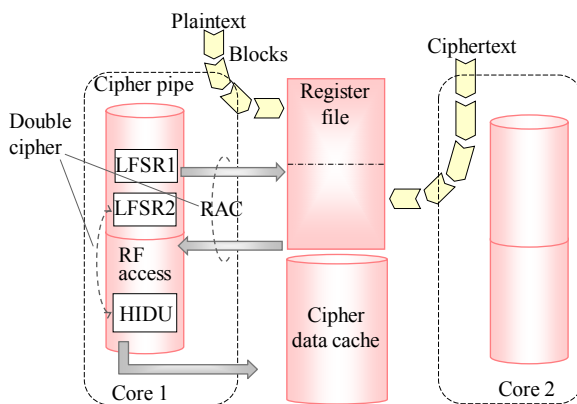 Plaintext
Blocks
Ciphertext
Cipher pipe
Register
file
Double
cipher
LFSR1
LFSR2
RAC
RF
access
HIDU
Cipher
data cache
Core 1
Core 2